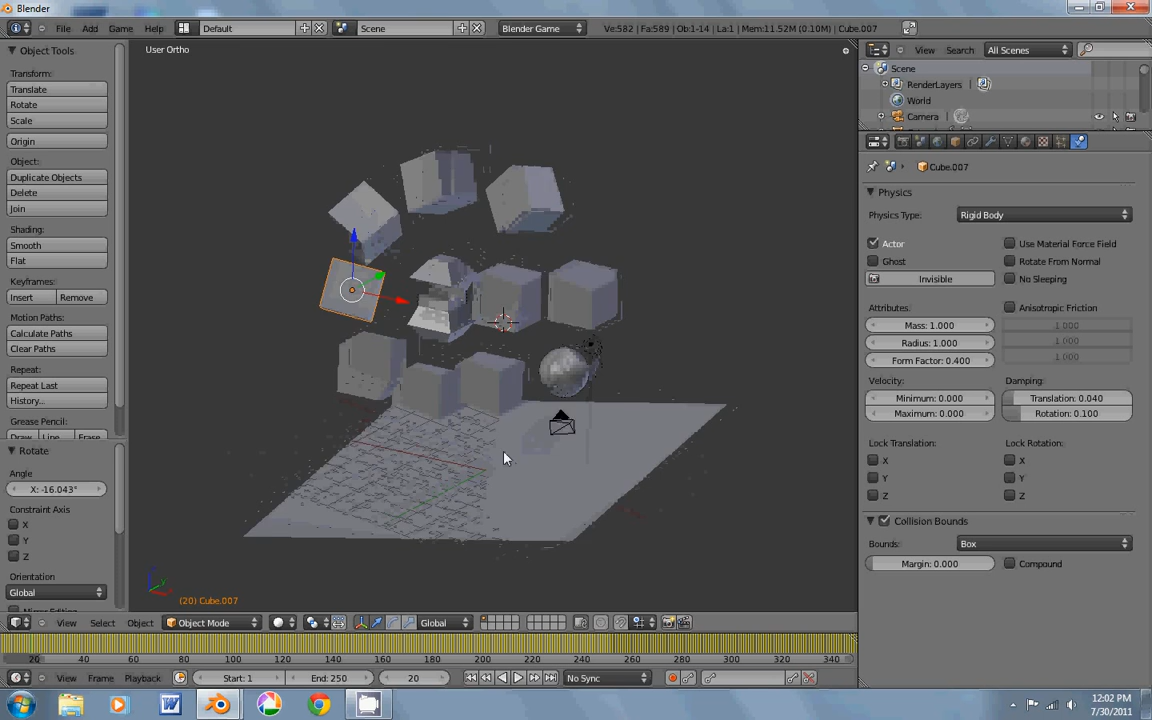 Blender
File Add Game Help Default Scene Blender Game Ve:582 | Fa:589 | Ob:1-14 | La:1 | Mem:11.52M (0.10M) | Cube.007
Object Tools
Transform:
Translate
Rotate
Scale
Origin
Object:
Duplicate Objects
Delete
Join
Shading:
Smooth
Flat
Keyframes:
Insert Remove
Motion Paths:
Calculate Paths
Clear Paths
Repeat:
Repeat Last
History...
Grease Pencil:
Draw Line Erase
Rotate
Angle
X: -16.043°
Constraint Axis
X
Y
Z
Orientation
Global
User Ortho
(20) Cube.007
View Search All Scenes
Scene
RenderLayers
World
Camera
Cube.007
Physics
Physics Type: Rigid Body
Actor Use Material Force Field
Ghost Rotate From Normal
Invisible No Sleeping
Attributes: Anisotropic Friction
Mass: 1.000 1.000
Radius: 1.000 1.000
Form Factor: 0.400 1.000
Velocity: Damping:
Minimum: 0.000 Translation: 0.040
Maximum: 0.000 Rotation: 0.100
Lock Translation: Lock Rotation:
X X
Y Y
Z Z
Collision Bounds
Bounds: Box
Margin: 0.000 Compound
View Select Object Object Mode Global
20 40 60 80 100 120 140 160 180 200 220 240 260 280 300 320 340
View Frame Playback Start: 1 End: 250 20 No Sync
12:02 PM
7/30/2011